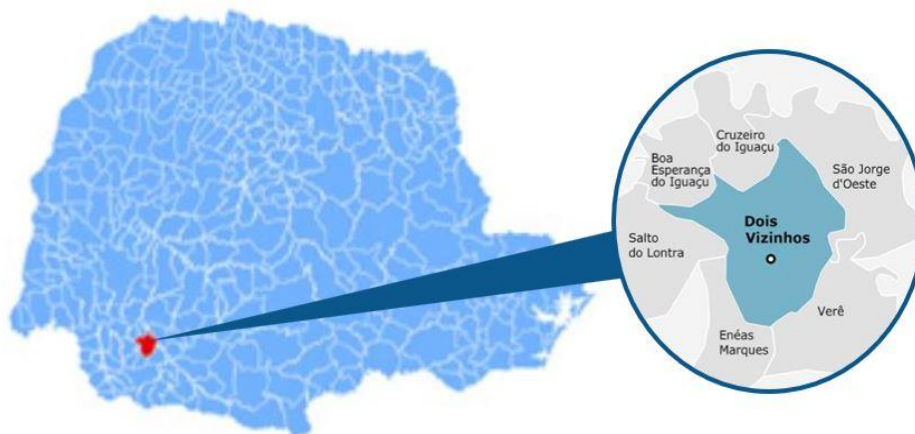 Cruzeiro
do Iguaçu
Boa
Esperança
do Iguaçu
São Jorge
d'Oeste
Dois
Vizinhos
Salto
do Lontra
Verê
Enéas
Marques